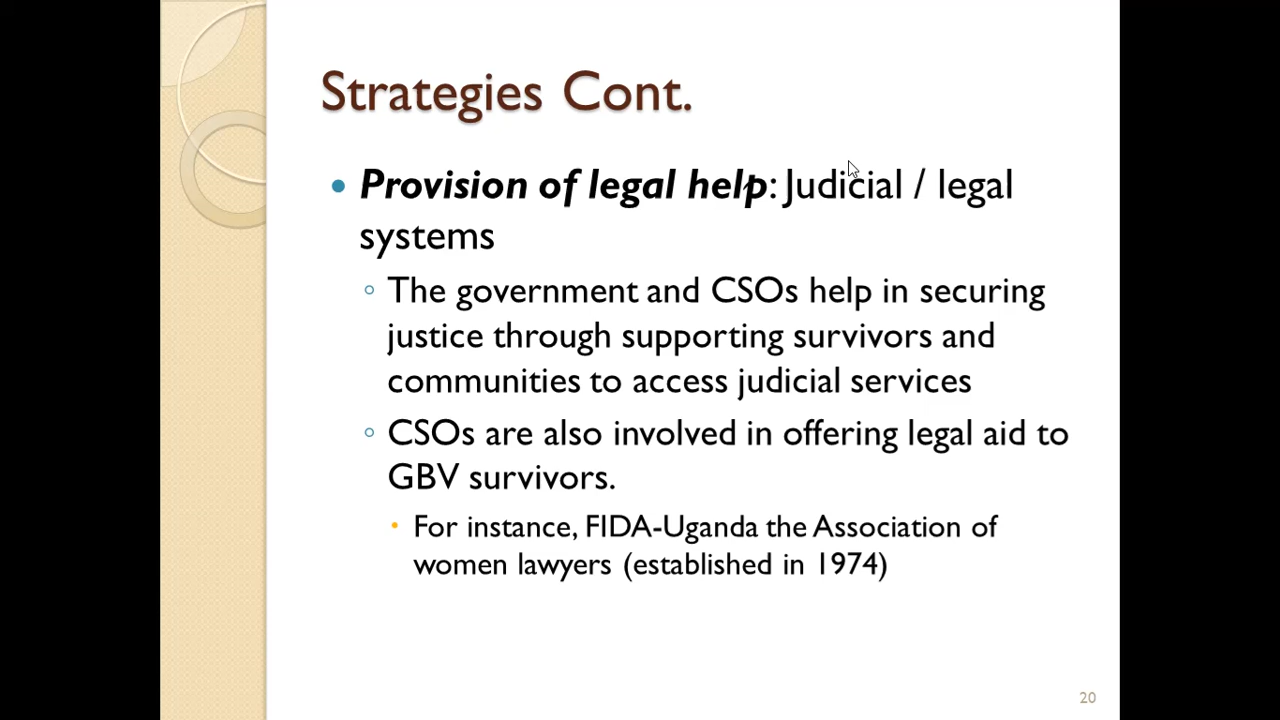 Strategies Cont.
Provision of legal help: Judicial / legal
systems
The government and CSOs help in securing
justice through supporting survivors and
communities to access judicial services
CSOs are also involved in offering legal aid to
GBV survivors.
For instance, FIDA-Uganda the Association of
women lawyers (established in 1974)
20